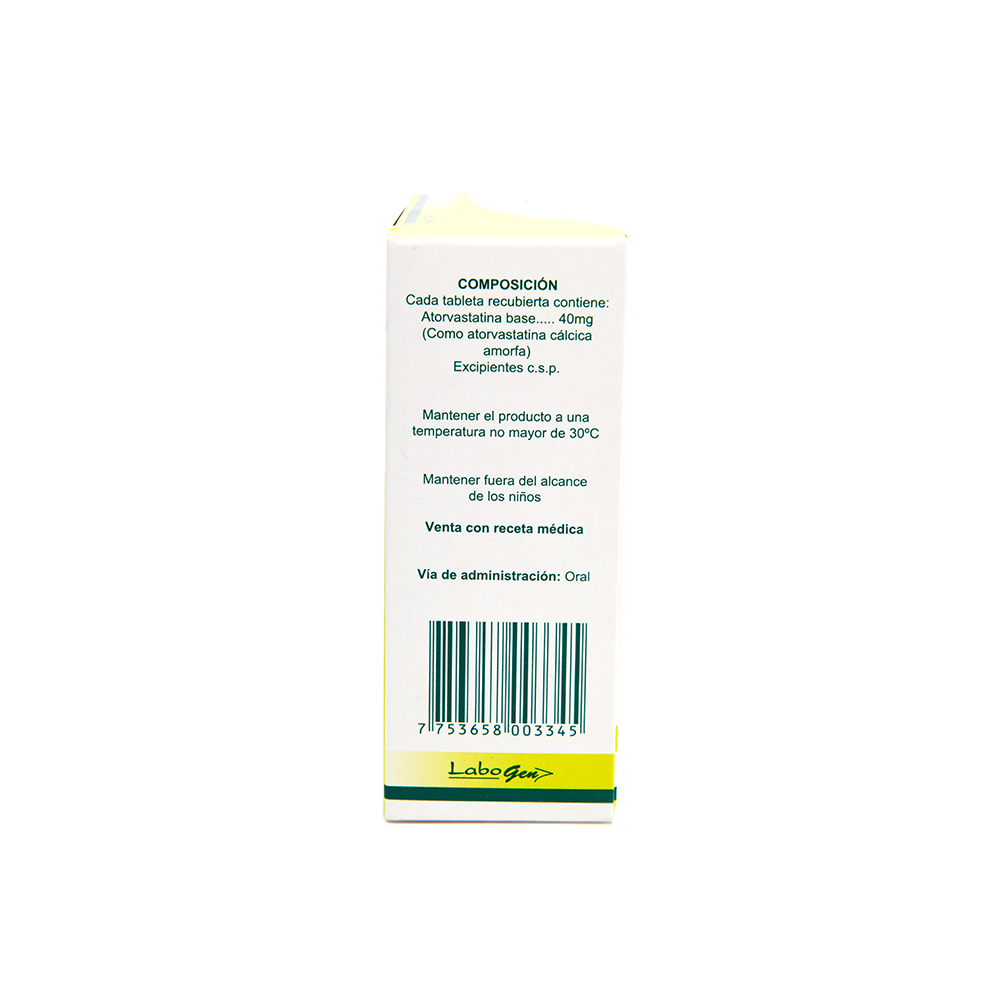 COMPOSICIÓN
Cada tableta recubierta contiene:
Atorvastatina base..... 40mg
(Como atorvastatina cálcica
amorfa)
Excipientes c.s.p.
Mantener el producto a una
temperatura no mayor de 30ºC
Mantener fuera del alcance
de los niños
Venta con receta médica
Vía de administración: Oral
7 753658 003345
LaboGen